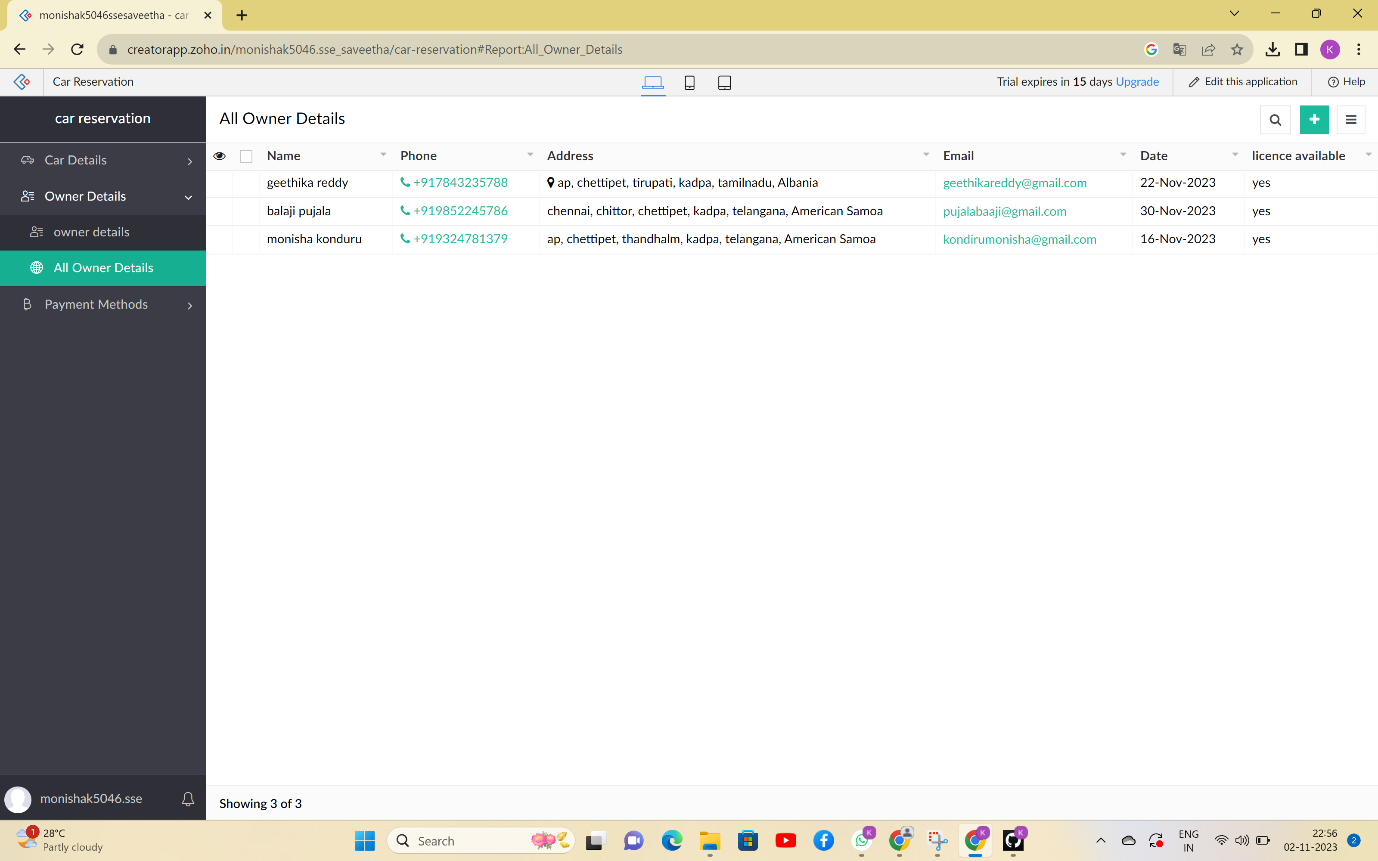 monishak5046ssesaveetha - car
creatorapp.zoho.in/monishak5046.sse_saveetha/car-reservation#Report:All_Owner_Details
K
Car Reservation
Trial expires in 15 days Upgrade
Edit this application
Help
car reservation
Car Details
Owner Details
owner details
All Owner Details
Payment Methods
monishak5046.sse
All Owner Details
Name Phone Address Email Date licence available
geethika reddy +917843235788 ap, chettipet, tirupati, kadpa, tamilnadu, Albania geethikareddy@gmail.com 22-Nov-2023 yes
balaji pujala +919852245786 chennai, chittor, chettipet, kadpa, telangana, American Samoa pujalabaaji@gmail.com 30-Nov-2023 yes
monisha konduru +919324781379 ap, chettipet, thandhalm, kadpa, telangana, American Samoa kondirumonisha@gmail.com 16-Nov-2023 yes
Showing 3 of 3
1
28°C
Partly cloudy
Search
K
K
K
ENG
IN
22:56
02-11-2023
2